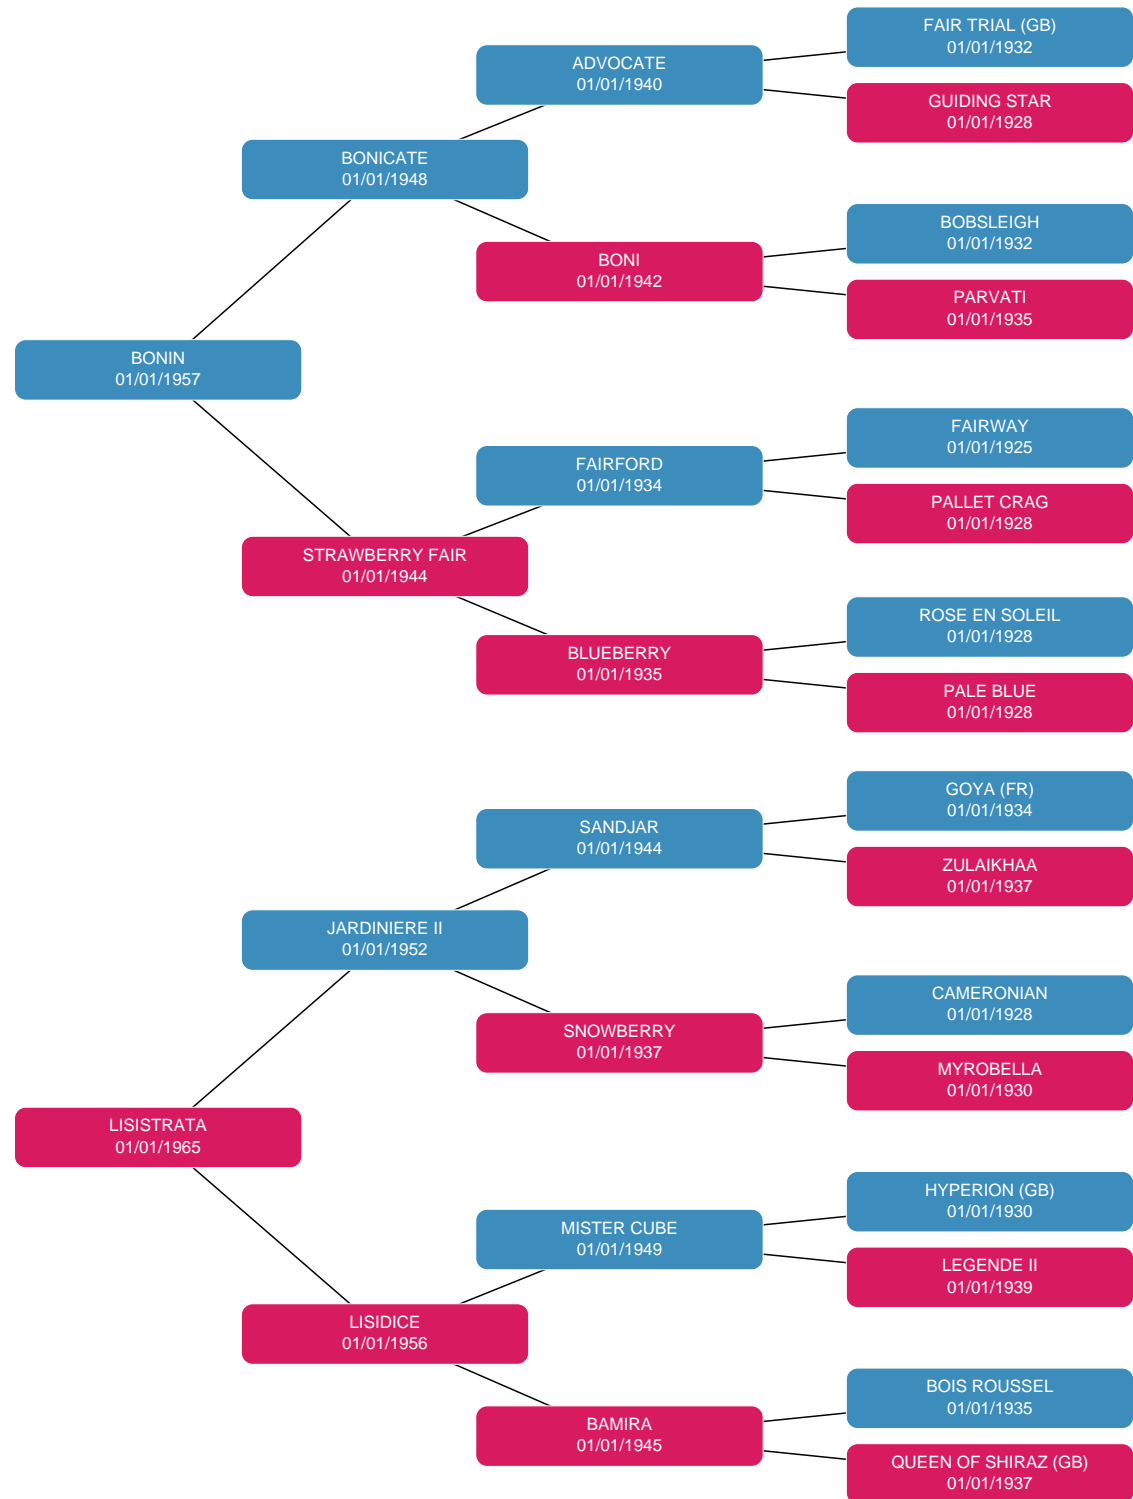 FAIR TRIAL (GB)
01/01/1932
ADVOCATE
01/01/1940
GUIDING STAR
01/01/1928
BONICATE
01/01/1948
BOBSLEIGH
01/01/1932
BONI
01/01/1942
PARVATI
01/01/1935
BONIN
01/01/1957
FAIRWAY
01/01/1925
FAIRFORD
01/01/1934
PALLET CRAG
01/01/1928
STRAWBERRY FAIR
01/01/1944
ROSE EN SOLEIL
01/01/1928
BLUEBERRY
01/01/1935
PALE BLUE
01/01/1928
GOYA (FR)
01/01/1934
SANDJAR
01/01/1944
ZULAIKHAA
01/01/1937
JARDINIERE II
01/01/1952
CAMERONIAN
01/01/1928
SNOWBERRY
01/01/1937
MYROBELLA
01/01/1930
LISISTRATA
01/01/1965
HYPERION (GB)
01/01/1930
MISTER CUBE
01/01/1949
LEGENDE II
01/01/1939
LISIDICE
01/01/1956
BOIS ROUSSEL
01/01/1935
BAMIRA
01/01/1945
QUEEN OF SHIRAZ (GB)
01/01/1937